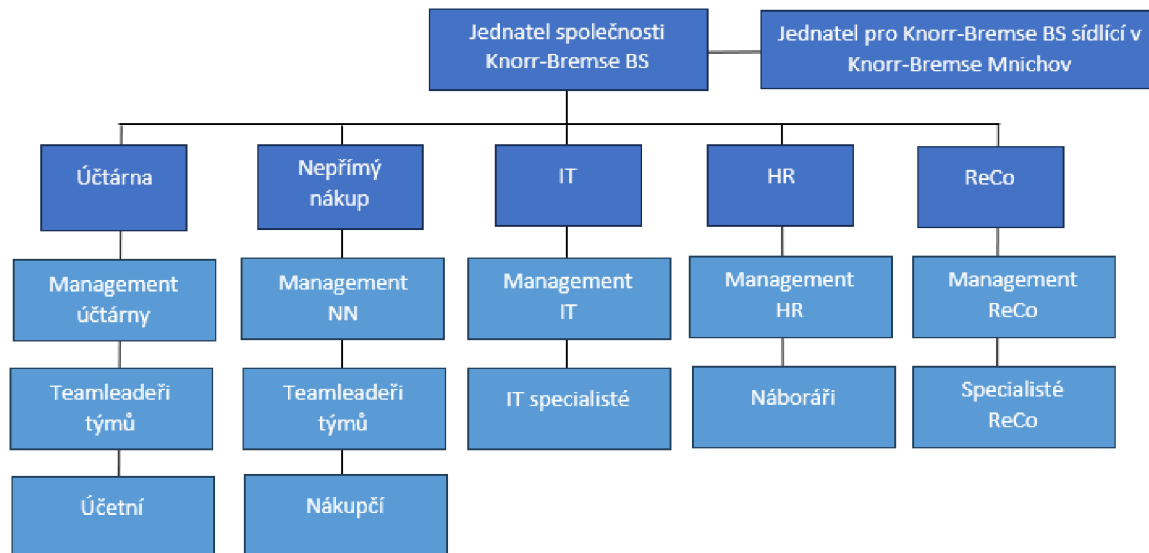 Jednatel společnosti
Knorr-Bremse BS
Jednatel pro Knorr-Bremse BS sídlící v
Knorr-Bremse Mnichov
Účtárna
Nepřímý
nákup
IT
HR
ReCo
Management
účtárny
Management
NN
Management
IT
Management
HR
Management
ReCo
Teamleadeři
týmů
Teamleadeři
týmů
IT specialisté
Náboráři
Specialisté
ReCo
Účetní
Nákupčí